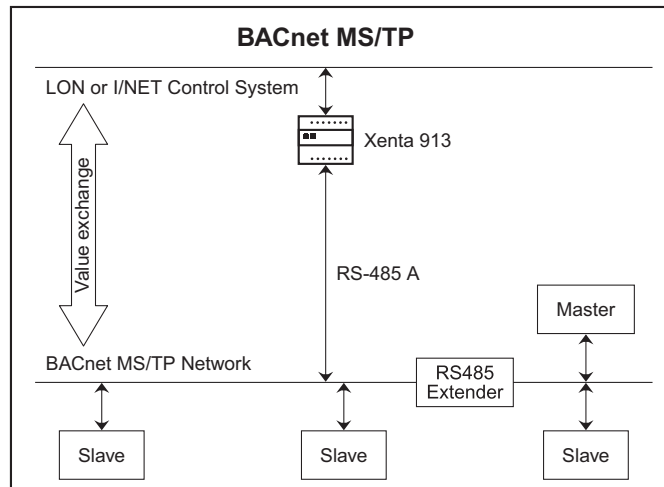 BACnet MS/TP
LON or I/NET Control System
Xenta 913
Value exchange
RS-485 A
Master
BACnet MS/TP Network
RS485
Extender
Slave
Slave
Slave